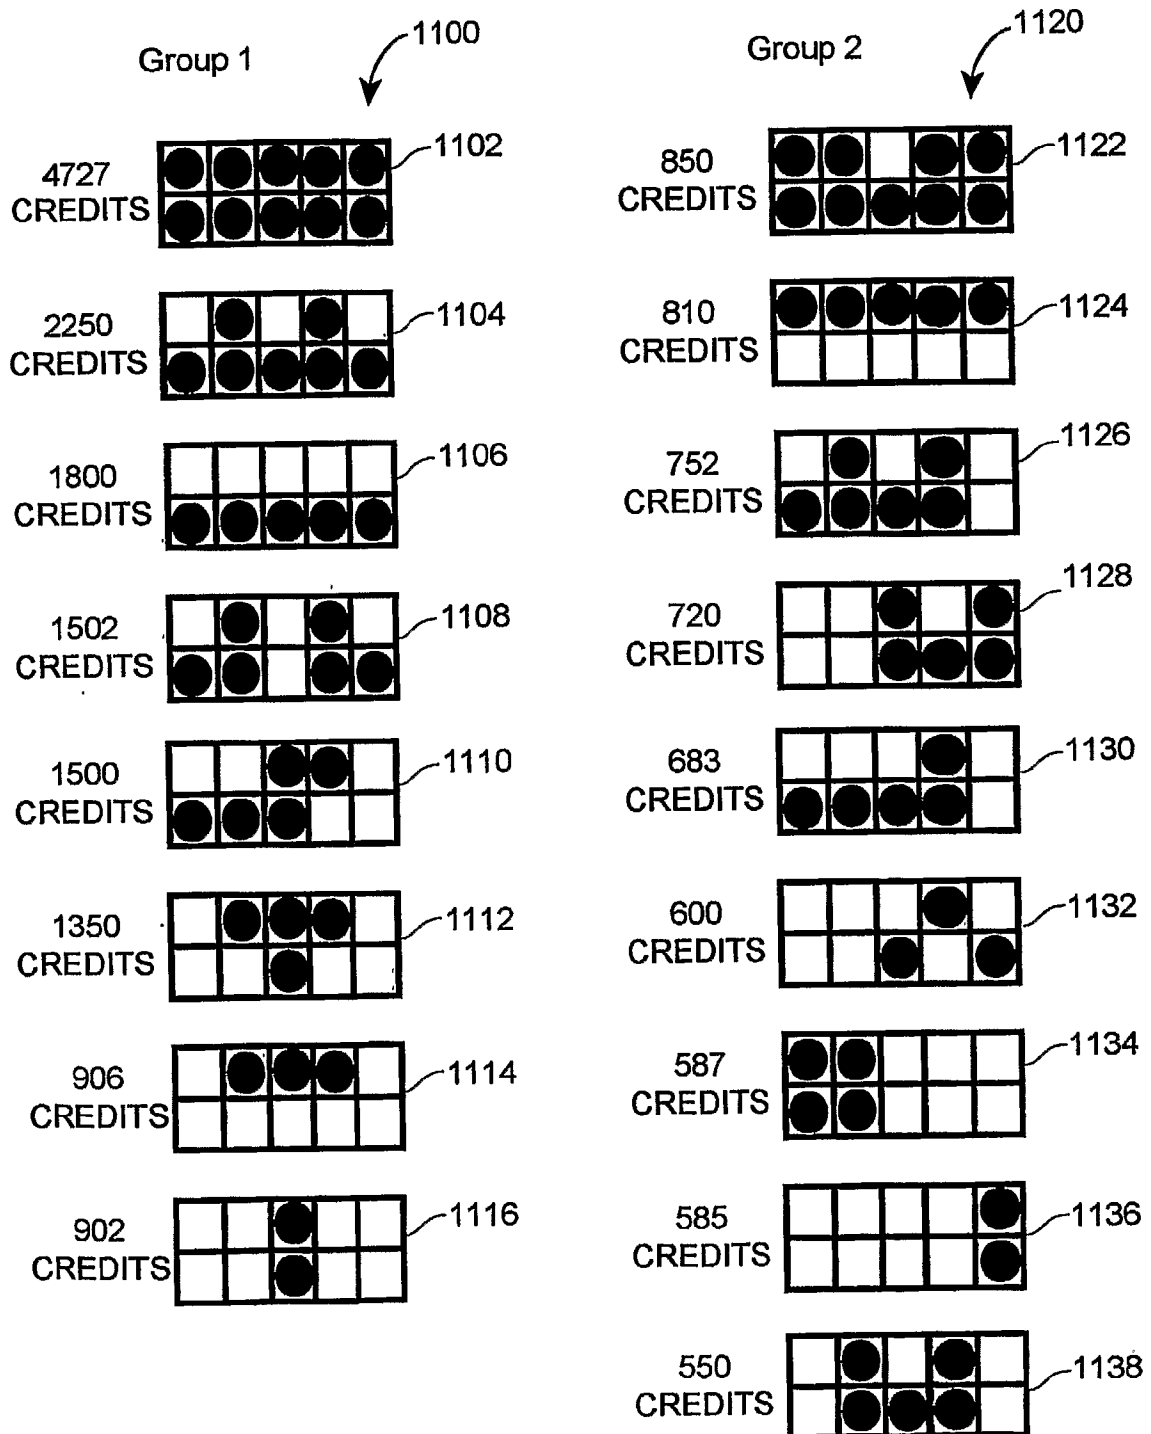 Group 1
1100
4727
CREDITS
1102
2250
CREDITS
1104
1800
CREDITS
1106
1502
CREDITS
1108
1500
CREDITS
1110
1350
CREDITS
1112
906
CREDITS
1114
902
CREDITS
1116
Group 2
1120
850
CREDITS
1122
810
CREDITS
1124
752
CREDITS
1126
720
CREDITS
1128
683
CREDITS
1130
600
CREDITS
1132
587
CREDITS
1134
585
CREDITS
1136
550
CREDITS
1138